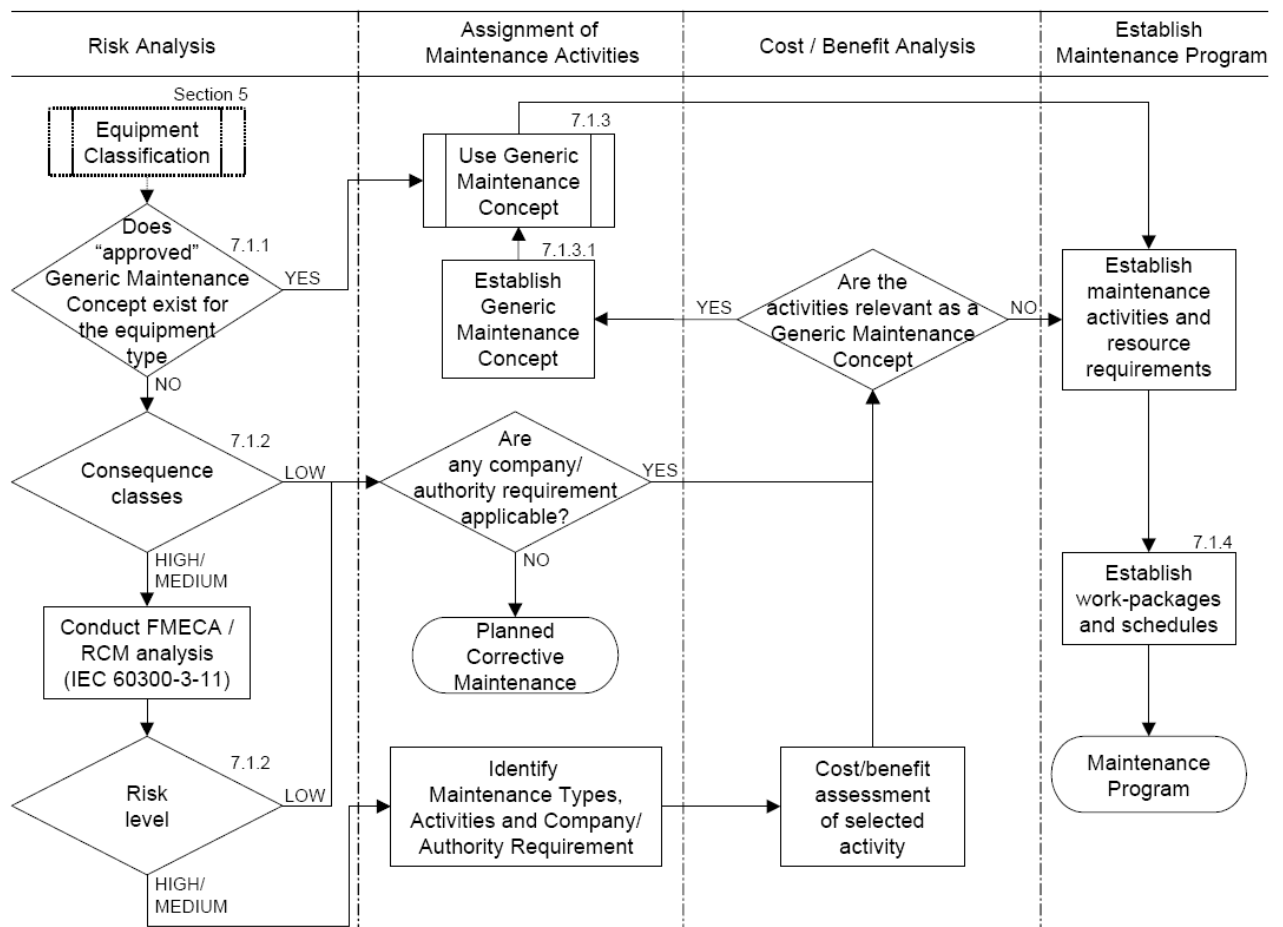 Risk Analysis
Assignment of
Maintenance Activities
Cost / Benefit Analysis
Establish
Maintenance Program
Section 5
Equipment
Classification
7.1.3
Use Generic
Maintenance
Concept
Does
“approved”
Generic Maintenance
Concept exist for
the equipment
type
7.1.1
YES
NO
7.1.3.1
Establish
Generic
Maintenance
Concept
YES
Are the
activities relevant as a
Generic Maintenance
Concept
NO
Establish
maintenance
activities and
resource
requirements
7.1.2
Consequence
classes
LOW
HIGH/
MEDIUM
Are
any company/
authority requirement
applicable?
YES
NO
Planned
Corrective
Maintenance
7.1.4
Establish
work-packages
and schedules
Conduct FMECA /
RCM analysis
(IEC 60300-3-11)
7.1.2
Risk
level
LOW
HIGH/
MEDIUM
Identify
Maintenance Types,
Activities and Company/
Authority Requirement
Cost/benefit
assessment
of selected
activity
Maintenance
Program